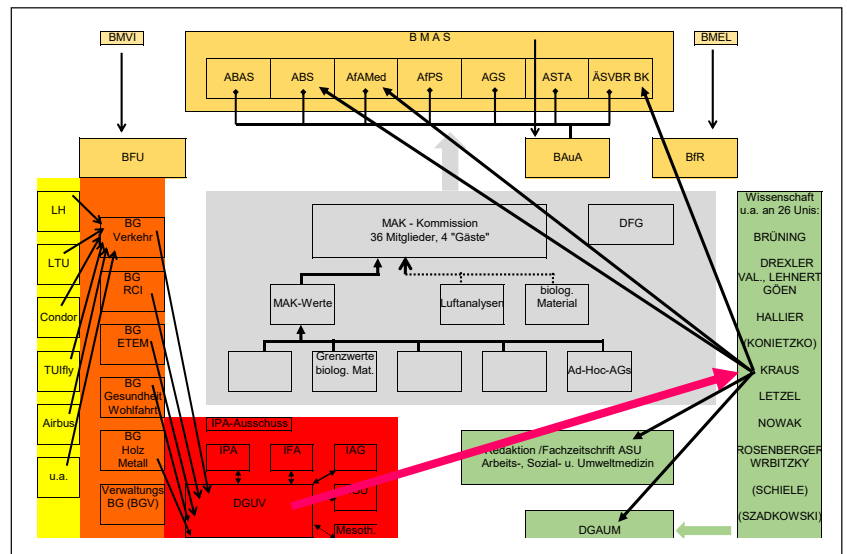 BMVI
B M A S
BMEL
ABAS
ABS
AfAMed
AfPS
AGS
ASTA
ÄSVBR BK
BFU
BAuA
BfR
LH
LTU
Condor
TUIfly
Airbus
u.a.
BG
Verkehr
BG
RCI
BG
ETEM
BG
Gesundheit
Wohlfahrt
BG
Holz
Metall
Verwaltungs
BG (BGV)
MAK - Kommission
36 Mitglieder, 4 "Gäste"
DFG
MAK-Werte
Luftanalysen
biolog.
Material
Grenzwerte
biolog. Mat.
Ad-Hoc-AGs
IPA-Ausschuss
IPA
IFA
IAG
DGUV
Mesoth.
Redaktion /Fachzeitschrift ASU
Arbeits-, Sozial- u. Umweltmedizin
DGAUM
Wissenschaft
u.a. an 26 Unis:
BRÜNING
DREXLER
VAL., LEHNERT
GÖEN
HALLIER
(KONIETZKO)
KRAUS
LETZEL
NOWAK
ROSENBERGER
WRBITZKY
(SCHIELE)
(SZADKOWSKI)